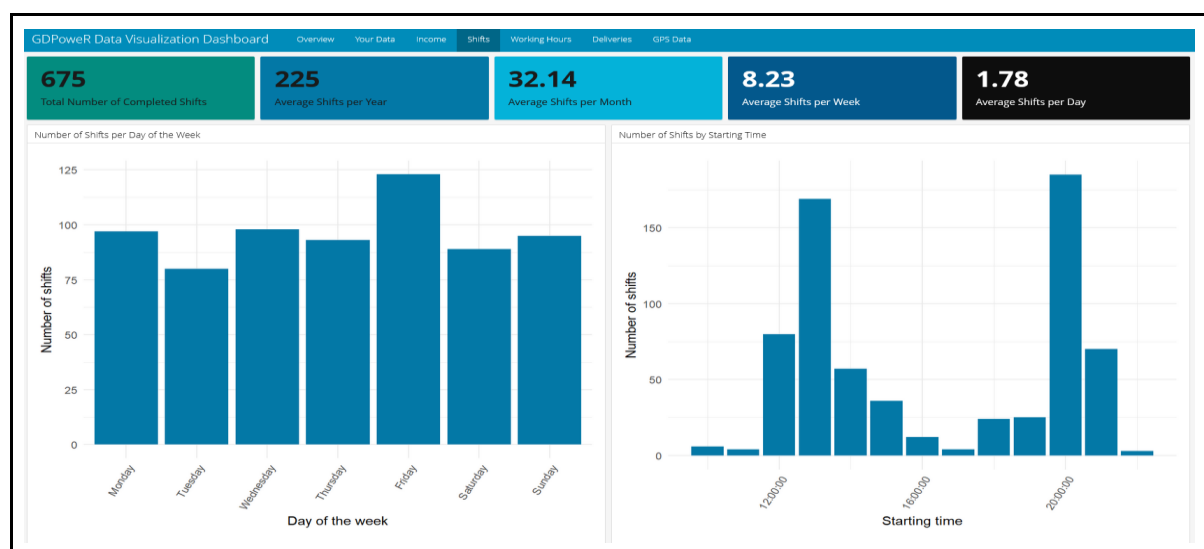 GDPoweR Data Visualization Dashboard Overview Your Data Income Shifts Working Hours Deliveries GPS Data
675
Total Number of Completed Shifts
225
Average Shifts per Year
32.14
Average Shifts per Month
8.23
Average Shifts per Week
1.78
Average Shifts per Day
Number of Shifts per Day of the Week
125
100
75
50
25
0
Number of shifts
Monday
Tuesday
Wednesday
Thursday
Friday
Saturday
Sunday
Day of the week
Number of Shifts by Starting Time
150
100
50
0
Number of shifts
12:00:00
16:00:00
20:00:00
Starting time